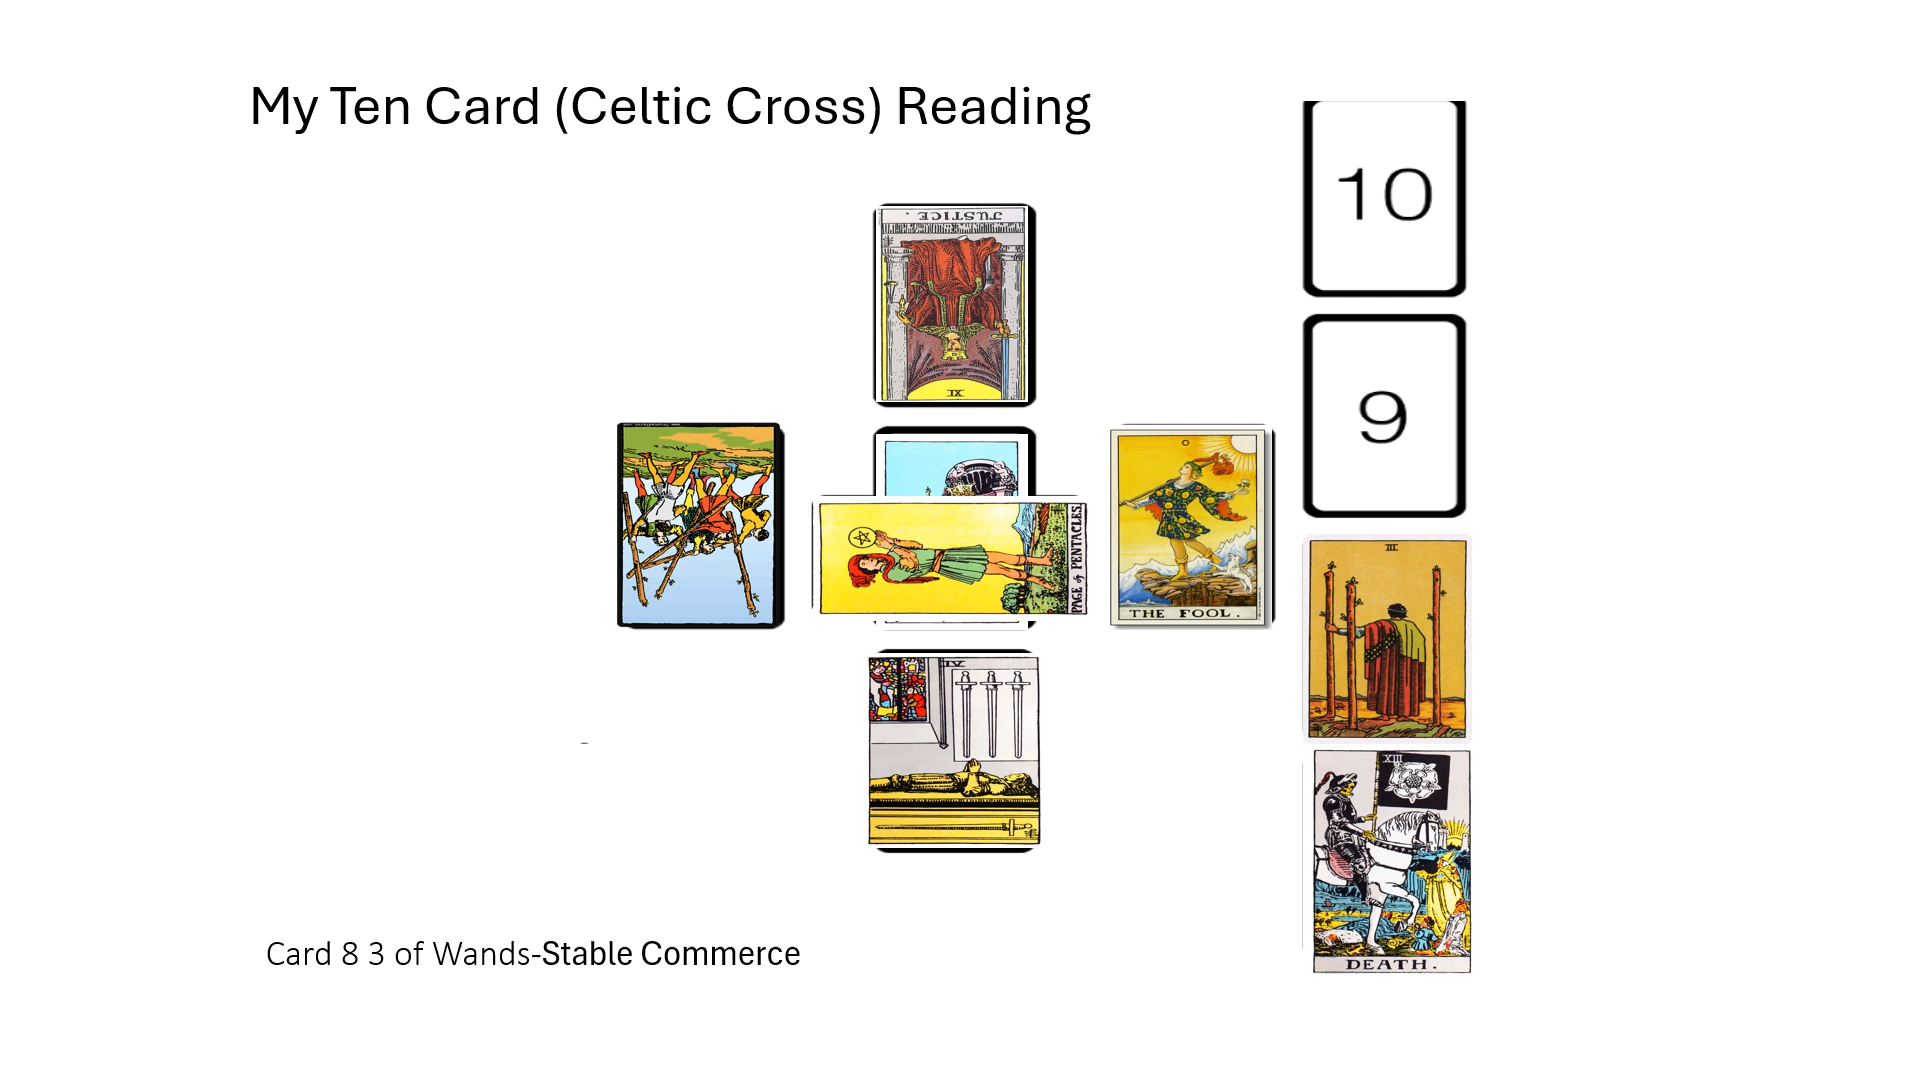 My Ten Card (Celtic Cross) Reading
10
JUSTICE.
XI
9
PAGE of PENTACLES.
THE FOOL.
III
IV
XIII
DEATH.
Card 8 3 of Wands-Stable Commerce